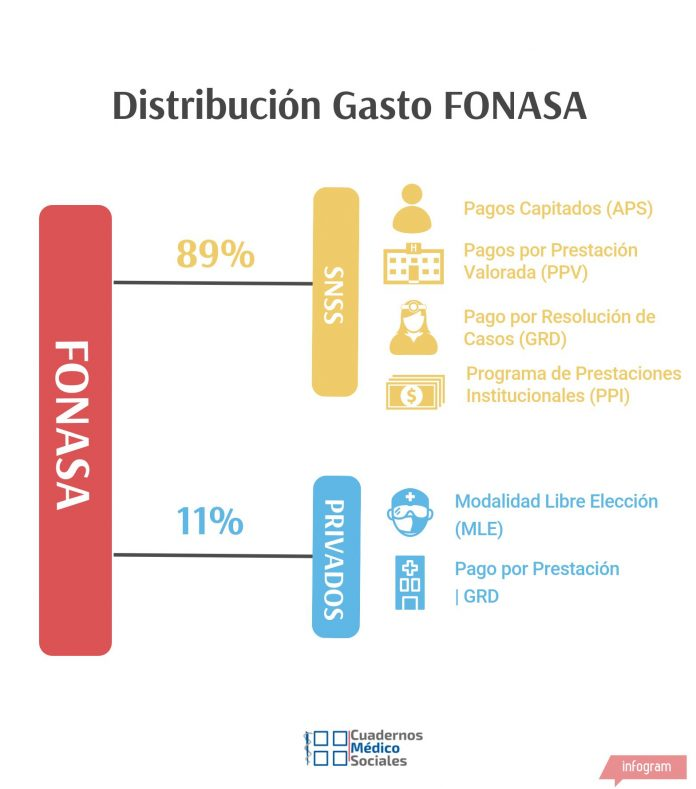 Distribución Gasto FONASA
FONASA
89%
SNSS
Pagos Capitados (APS)
Pagos por Prestación
Valorada (PPV)
Pago por Resolución de
Casos (GRD)
Programa de Prestaciones
Institucionales (PPI)
11%
PRIVADOS
Modalidad Libre Elección
(MLE)
Pago por Prestación
| GRD
H
$
Cuadernos
Médico
Sociales
infogram